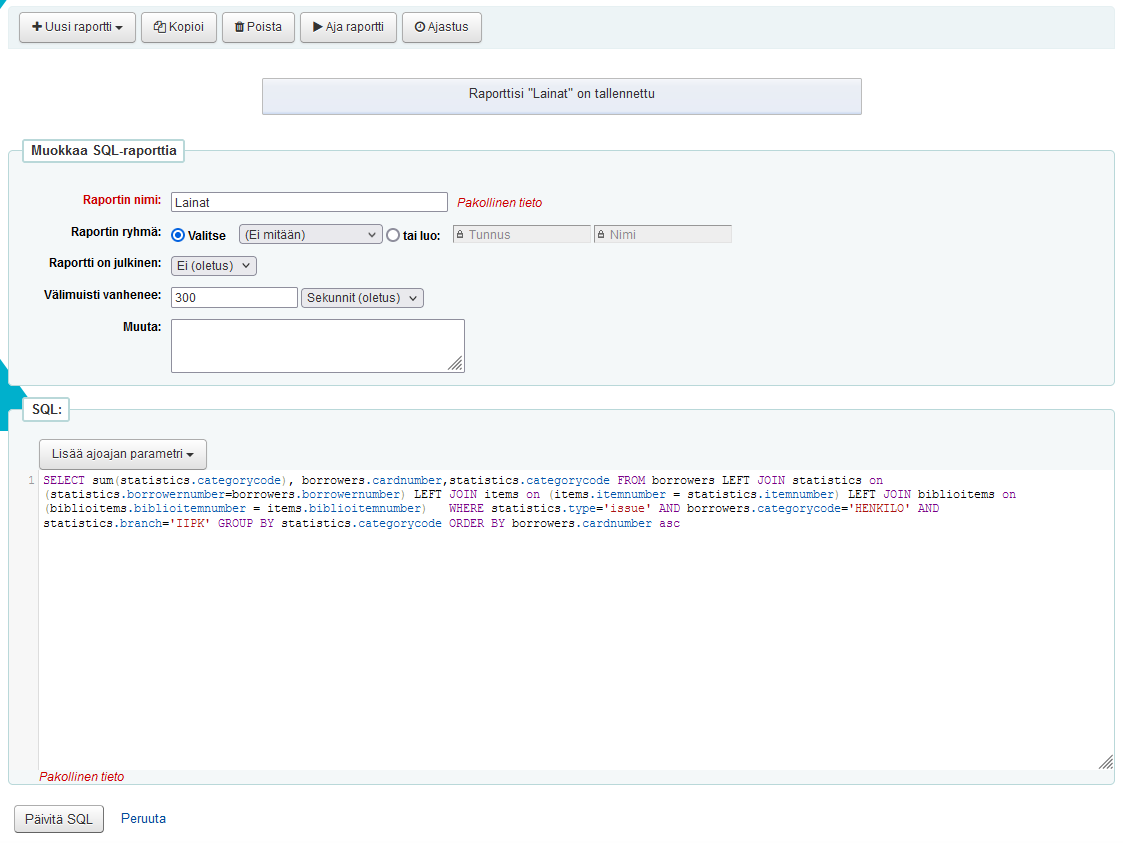 Uusi raportti Kopioi Poista Aja raportti Ajastus
Raporttisi "Lainat" on tallennettu
Muokkaa SQL-raporttia
Raportin nimi: Lainat Pakollinen tieto
Raportin ryhmä: Valitse (Ei mitään) tai luo: Tunnus Nimi
Raportti on julkinen: Ei (oletus)
Välimuisti vanhenee: 300 Sekunnit (oletus)
Muuta:
SQL:
Lisää ajoajan parametri
1 SELECT sum(statistics.categorycode), borrowers.cardnumber,statistics.categorycode FROM borrowers LEFT JOIN statistics on
(statistics.borrowernumber=borrowers.borrowernumber) LEFT JOIN items on (items.itemnumber = statistics.itemnumber) LEFT JOIN biblioitems on
(biblioitems.biblioitemnumber = items.biblioitemnumber)   WHERE statistics.type='issue' AND borrowers.categorycode='HENKILO' AND
statistics.branch='IIPK' GROUP BY statistics.categorycode ORDER BY borrowers.cardnumber asc
Pakollinen tieto
Päivitä SQL Peruuta